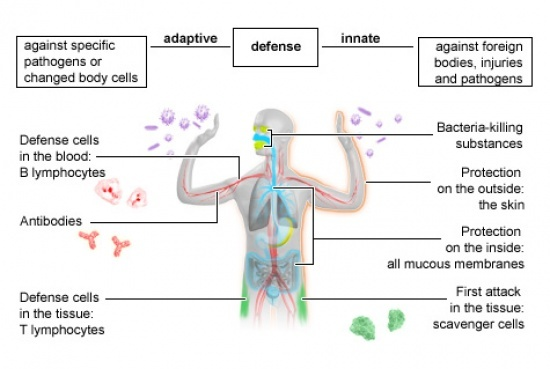 against specific
pathogens or
changed body cells
adaptive
defense
innate
against foreign
bodies, injuries
and pathogens
Defense cells
in the blood:
B lymphocytes
Antibodies
Defense cells
in the tissue:
T lymphocytes
Bacteria-killing
substances
Protection
on the outside:
the skin
Protection
on the inside:
all mucous membranes
First attack
in the tissue:
scavenger cells